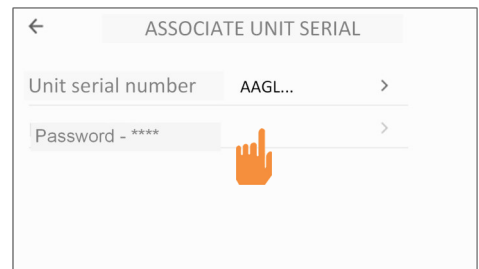 ASSOCIATE UNIT SERIAL
Unit serial number AAGL...
Password - ****